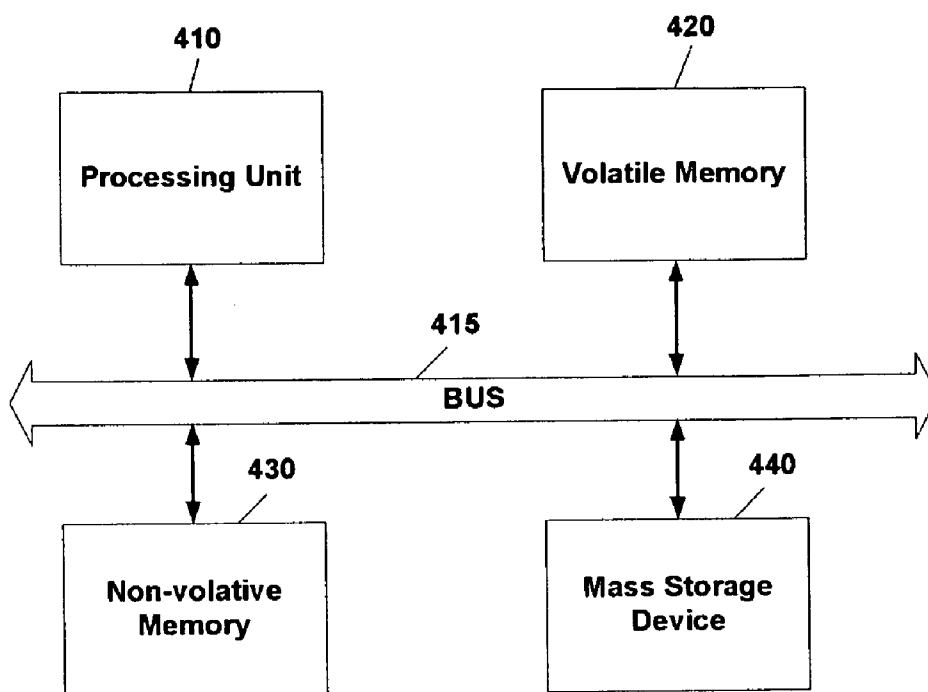 410
420
Processing Unit
Volatile Memory
415
BUS
430
440
Non-volative
Memory
Mass Storage
Device